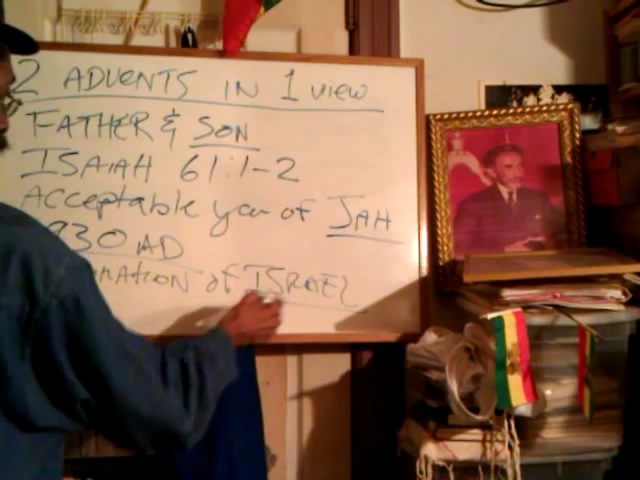 2 ADVENTS IN 1 VIEW
FATHER & SON
ISAIAH 61:1-2
Acceptable year of JAH
930 AD
of ISRAEL